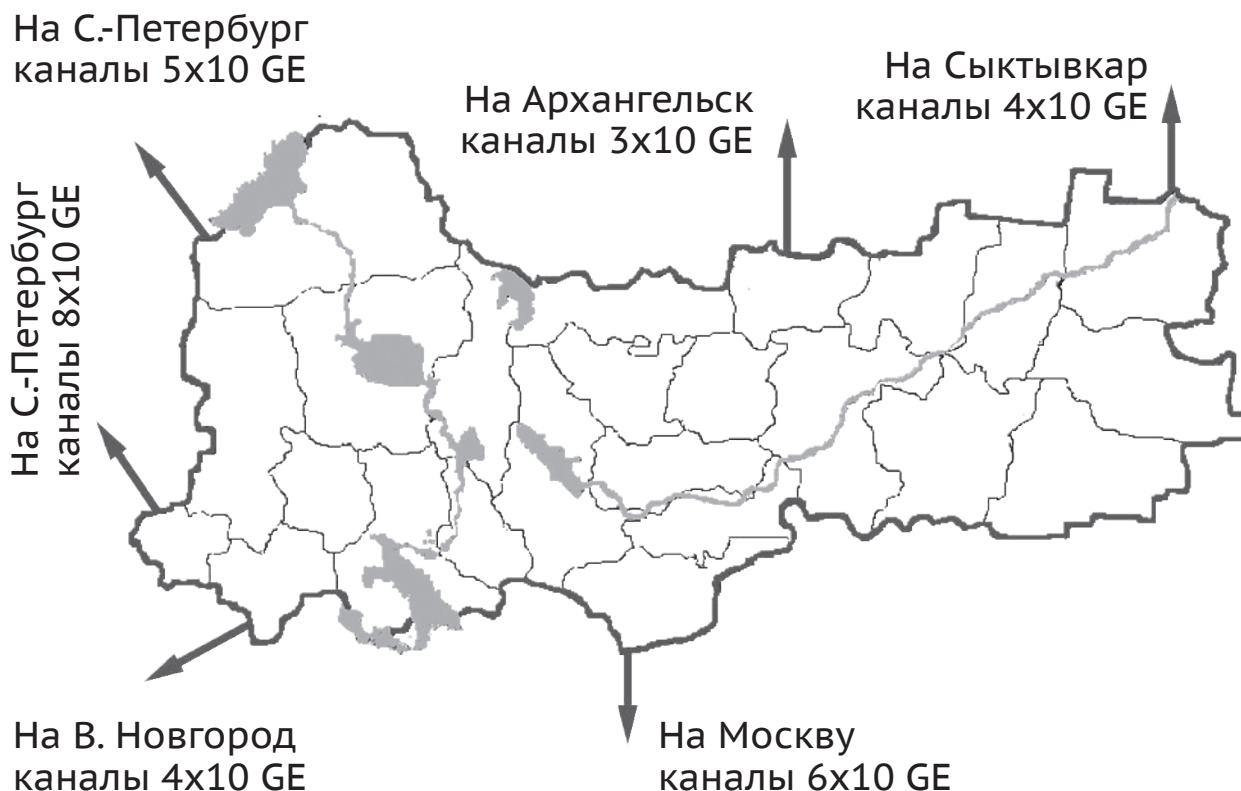 На С.-Петербург
каналы 5х10 GE
На Архангельск
каналы 3х10 GE
На Сыктывкар
каналы 4х10 GE
На С.-Петербург
каналы 8х10 GE
На В. Новгород
каналы 4х10 GE
На Москву
каналы 6х10 GE